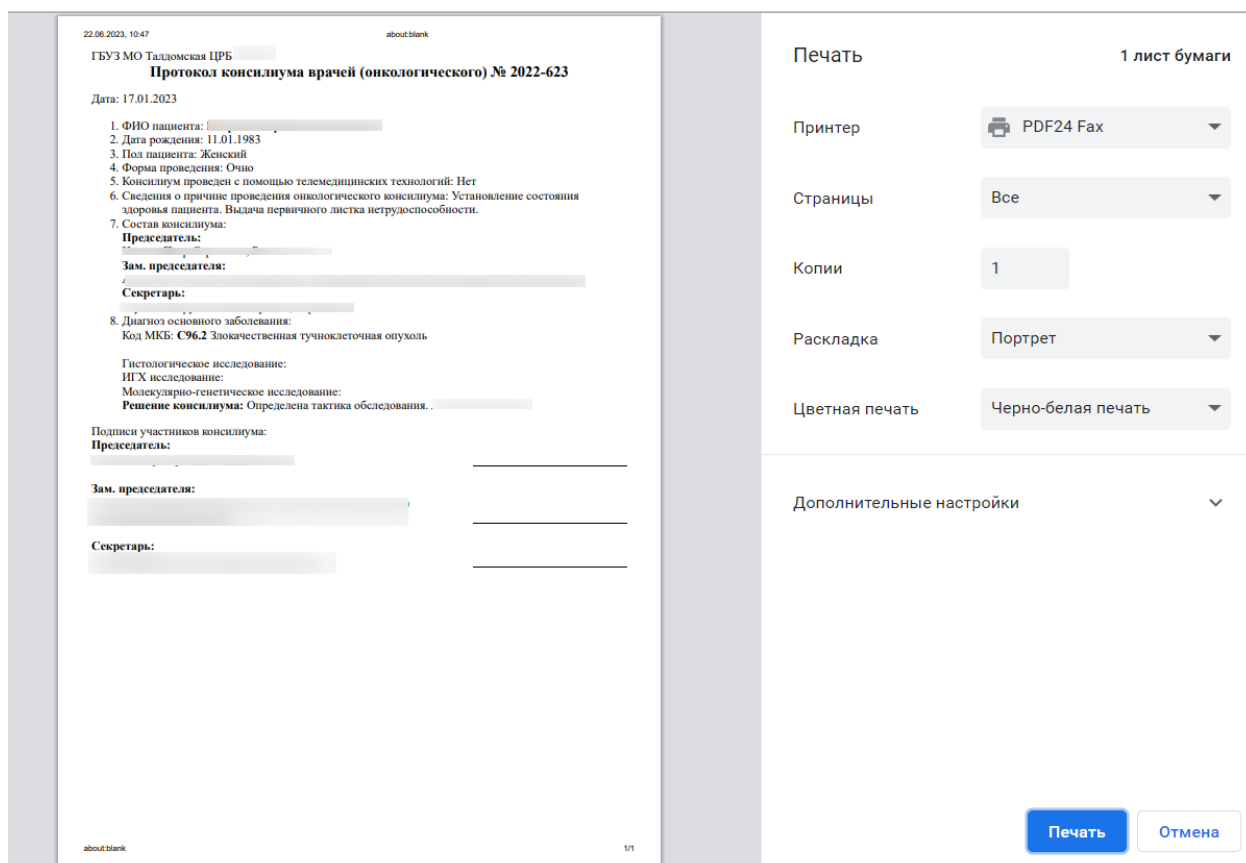 22.06.2023, 10:47
about:blank
ГБУЗ МО Талдомская ЦРБ
Протокол консилиума врачей (онкологического) № 2022-623
Дата: 17.01.2023
1. ФИО пациента:
2. Дата рождения: 11.01.1983
3. Пол пациента: Женский
4. Форма проведения: Очно
5. Консилиум проведен с помощью телемедицинских технологий: Нет
6. Сведения о причине проведения онкологического консилиума: Установление состояния
здоровья пациента. Выдача первичного листка нетрудоспособности.
7. Состав консилиума:
Председатель:
Зам. председателя:
Секретарь:
8. Диагноз основного заболевания:
Код МКБ: C96.2 Злокачественная тучноклеточная опухоль
Гистологическое исследование:
ИГХ исследование:
Молекулярно-генетическое исследование:
Решение консилиума: Определена тактика обследования.
Подписи участников консилиума:
Председатель:
Зам. председателя:
Секретарь:
about:blank
1/1
Печать
1 лист бумаги
Принтер
PDF24 Fax
Страницы
Все
Копии
1
Раскладка
Портрет
Цветная печать
Черно-белая печать
Дополнительные настройки
Печать
Отмена